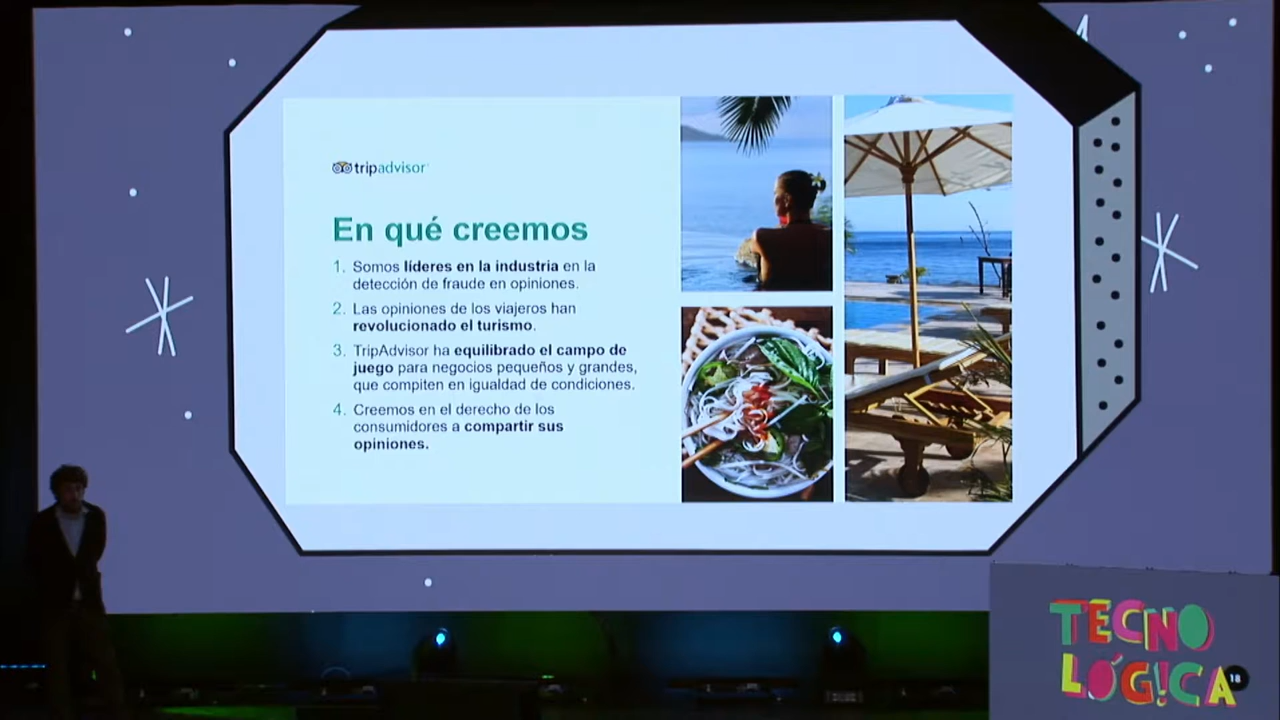 tripadvisor
En qué creemos
1. Somos líderes en la industria en la
detección de fraude en opiniones.
2. Las opiniones de los viajeros han
revolucionado el turismo.
3. TripAdvisor ha equilibrado el campo de
juego para negocios pequeños y grandes,
que compiten en igualdad de condiciones.
4. Creemos en el derecho de los
consumidores a compartir sus
opiniones.
TECNO
LÓG!CA
18